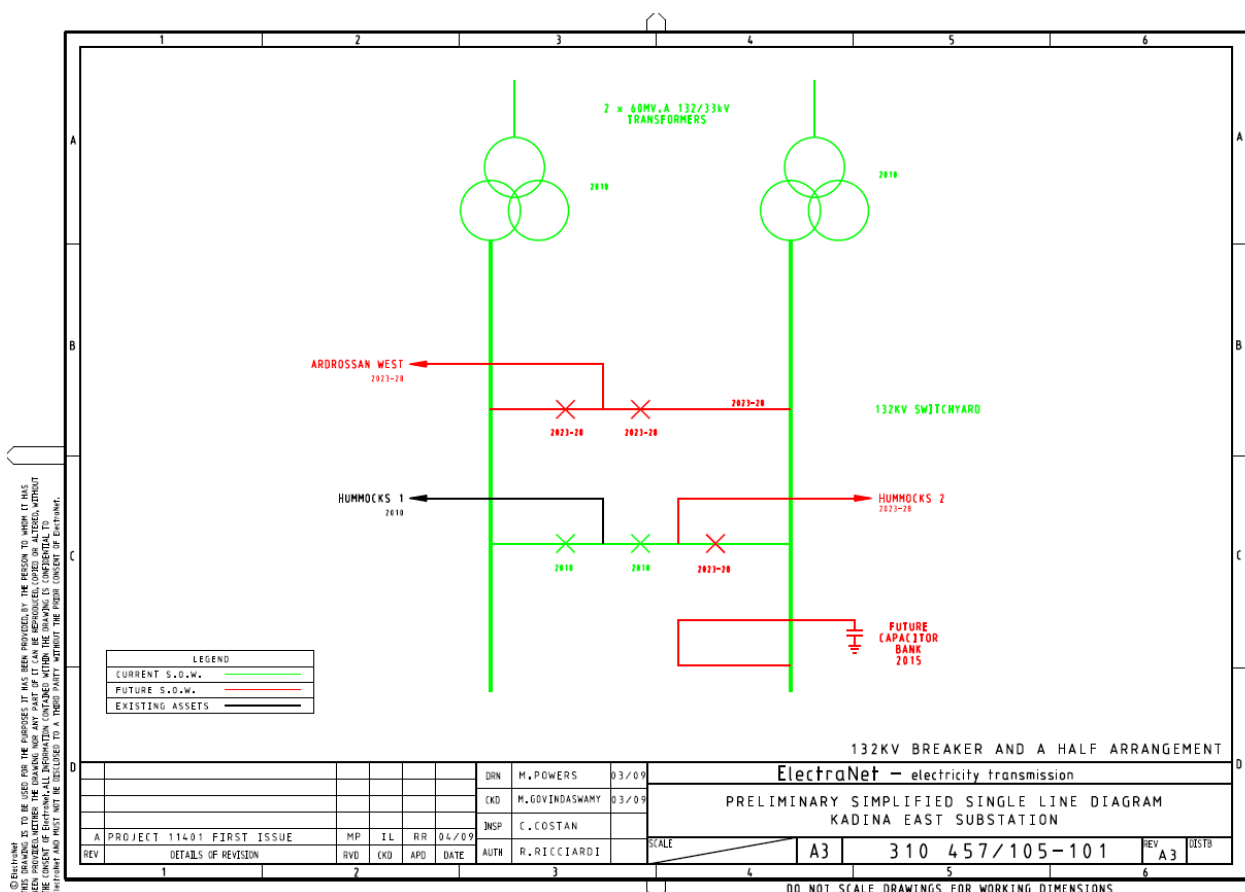 1 2 3 4 5 6
A A
B B
C C
D D
2 x 60MV.A 132/33kV
TRANSFORMERS
2010
2010
ARDROSSAN WEST
2023-28
2023-28
2023-28
2023-28
132KV SWITCHYARD
HUMMOCKS 1
2010
HUMMOCKS 2
2023-28
2010
2010
2023-28
FUTURE
CAPACITOR
BANK
2015
LEGEND
CURRENT S.O.W.
FUTURE S.O.W.
EXISTING ASSETS
132KV BREAKER AND A HALF ARRANGEMENT
DRN M.POWERS 03/09
CKD M.GOVINDASWAMY 03/09
INSP C.COSTAN
AUTH R.RICCIARDI
ElectraNet – electricity transmission
PRELIMINARY SIMPLIFIED SINGLE LINE DIAGRAM
KADINA EAST SUBSTATION
A PROJECT 11401 FIRST ISSUE MP IL RR 04/09
REV DETAILS OF REVISION RVD CKD APD DATE
SCALE A3 310 457/105-101 REV A3 DISTB
1 2 3 4 5 6
DO NOT SCALE DRAWINGS FOR WORKING DIMENSIONS
© ElectraNet
THIS DRAWING IS TO BE USED FOR THE PURPOSES IT HAS BEEN PROVIDED, BY THE PERSON TO WHOM IT HAS
BEEN PROVIDED. NEITHER THE DRAWING NOR ANY PART OF IT CAN BE REPRODUCED, COPIED OR ALTERED, WITHOUT
THE CONSENT OF ElectraNet. ALL INFORMATION CONTAINED WITHIN THE DRAWING IS CONFIDENTIAL TO
ElectraNet AND MUST NOT BE DISCLOSED TO A THIRD PARTY WITHOUT THE PRIOR CONSENT OF ElectraNet.